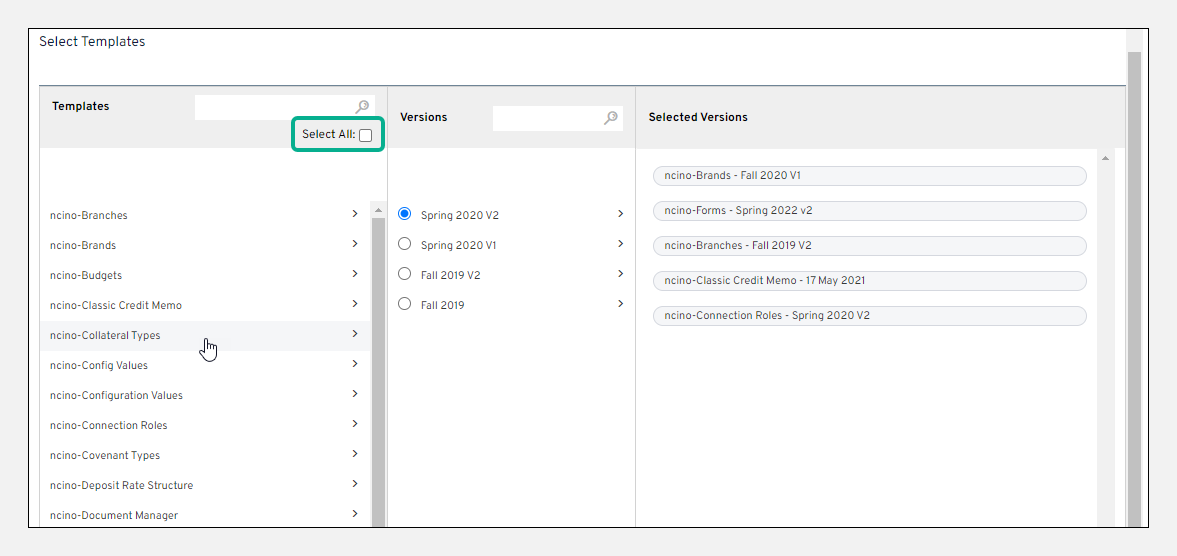 Select Templates
Templates
Select All:
ncino-Branches
ncino-Brands
ncino-Budgets
ncino-Classic Credit Memo
ncino-Collateral Types
ncino-Config Values
ncino-Configuration Values
ncino-Connection Roles
ncino-Covenant Types
ncino-Deposit Rate Structure
ncino-Document Manager
Versions
Spring 2020 V2
Spring 2020 V1
Fall 2019 V2
Fall 2019
Selected Versions
ncino-Brands - Fall 2020 V1
ncino-Forms - Spring 2022 v2
ncino-Branches - Fall 2019 V2
ncino-Classic Credit Memo - 17 May 2021
ncino-Connection Roles - Spring 2020 V2